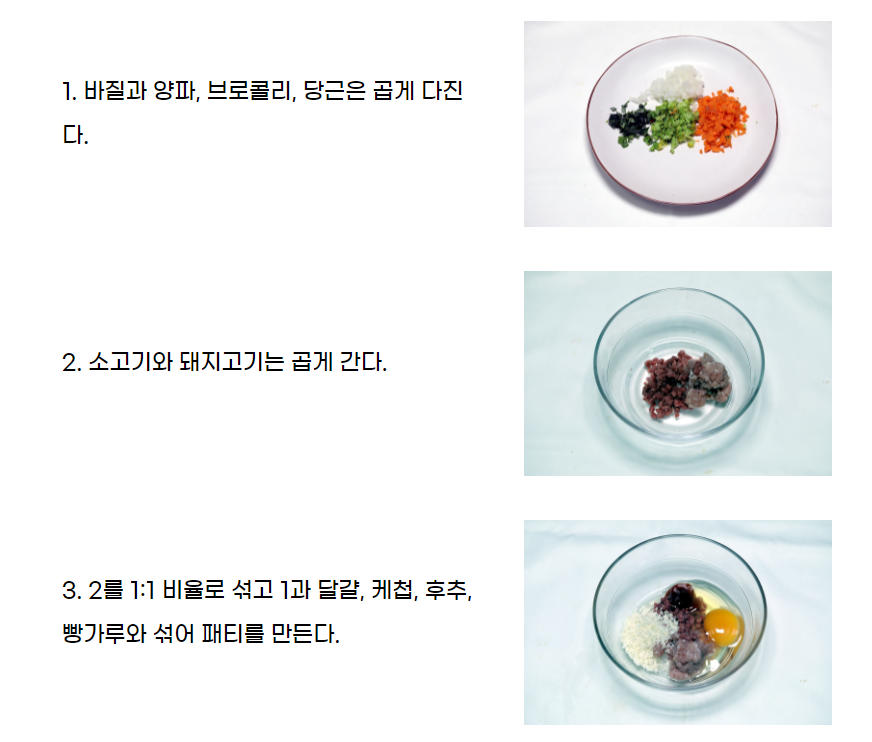 1. 바질과 양파, 브로콜리, 당근은 곱게 다진
다.
2. 소고기와 돼지고기는 곱게 간다.
3. 2를 1:1 비율로 섞고 1과 달걀, 케첩, 후추,
빵가루와 섞어 패티를 만든다.